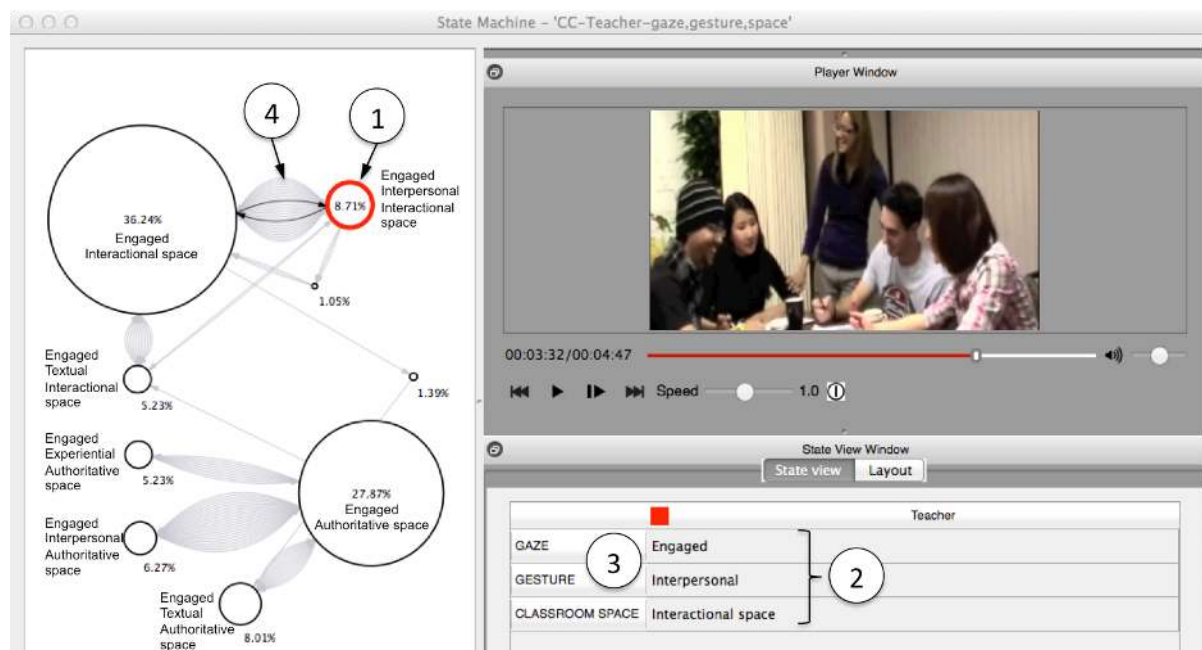 State Machine – 'CC-Teacher-gaze,gesture,space'
4
1
Engaged
Interpersonal
Interactional
space
8.71%
36.24%
Engaged
Interactional space
1.05%
Engaged
Textual
Interactional
space
5.23%
1.39%
Engaged
Experiential
Authoritative
space
5.23%
27.87%
Engaged
Authoritative space
Engaged
Interpersonal
Authoritative
space
6.27%
Engaged
Textual
Authoritative
space
8.01%
Player Window
00:03:32/00:04:47
Speed 1.0
State View Window
State view Layout
Teacher
GAZE Engaged
3
GESTURE Interpersonal
2
CLASSROOM SPACE Interactional space